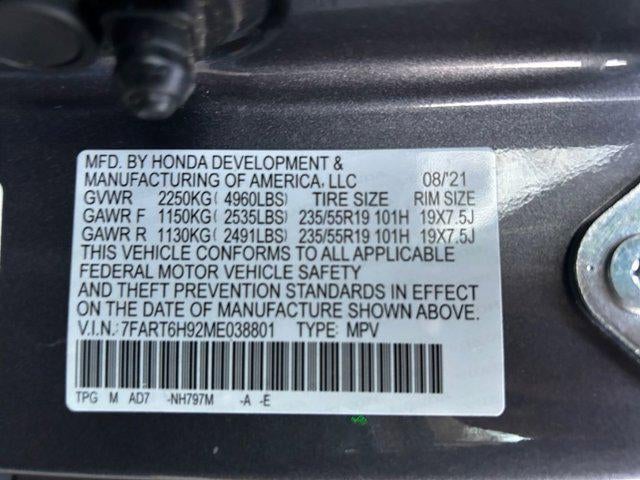 MFD. BY HONDA DEVELOPMENT &
MANUFACTURING OF AMERICA, LLC 08/'21
GVWR 2250KG( 4960LBS) TIRE SIZE RIM SIZE
GAWR F 1150KG( 2535LBS) 235/55R19 101H 19X7.5J
GAWR R 1130KG( 2491LBS) 235/55R19 101H 19X7.5J
THIS VEHICLE CONFORMS TO ALL APPLICABLE
FEDERAL MOTOR VEHICLE SAFETY
AND THEFT PREVENTION STANDARDS IN EFFECT
ON THE DATE OF MANUFACTURE SHOWN ABOVE.
V.I.N.:7FART6H92ME038801 TYPE: MPV
TPG M AD7 -NH797M -A -E